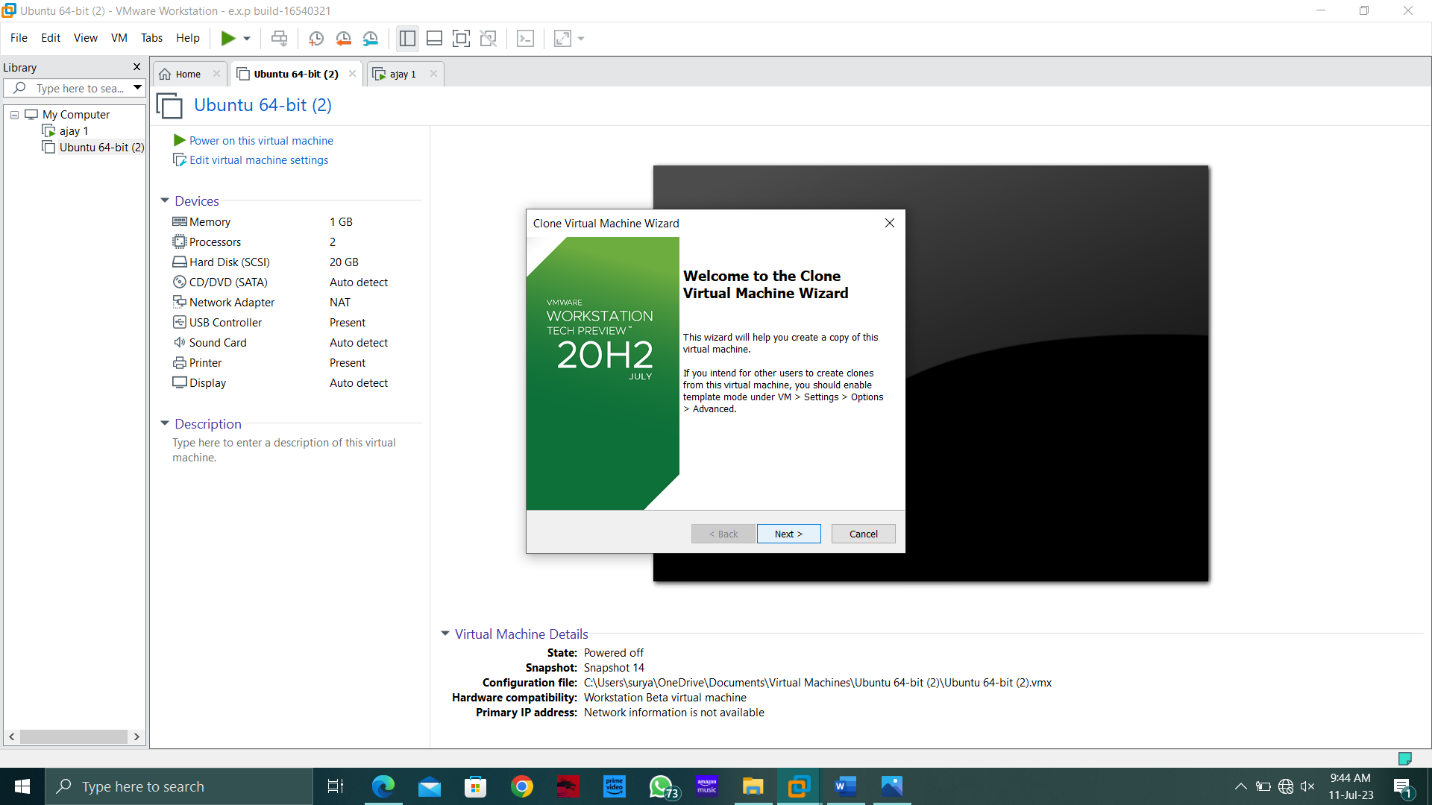 Ubuntu 64-bit (2) - VMware Workstation - e.x.p build-16540321
File Edit View VM Tabs Help
Library
Home
Ubuntu 64-bit (2)
ajay 1
Type here to sea...
My Computer
ajay 1
Ubuntu 64-bit (2)
Ubuntu 64-bit (2)
Power on this virtual machine
Edit virtual machine settings
Devices
Memory 1 GB
Processors 2
Hard Disk (SCSI) 20 GB
CD/DVD (SATA) Auto detect
Network Adapter NAT
USB Controller Present
Sound Card Auto detect
Printer Present
Display Auto detect
Description
Type here to enter a description of this virtual
machine.
Clone Virtual Machine Wizard
VMWARE
WORKSTATION
TECH PREVIEW™
20H2
JULY
Welcome to the Clone
Virtual Machine Wizard
This wizard will help you create a copy of this
virtual machine.
If you intend for other users to create clones
from this virtual machine, you should enable
template mode under VM > Settings > Options
> Advanced.
< Back Next > Cancel
Virtual Machine Details
State: Powered off
Snapshot: Snapshot 14
Configuration file: C:\Users\surya\OneDrive\Documents\Virtual Machines\Ubuntu 64-bit (2)\Ubuntu 64-bit (2).vmx
Hardware compatibility: Workstation Beta virtual machine
Primary IP address: Network information is not available
Type here to search
prime
video
73
amazon
music
W
9:44 AM
11-Jul-23
1